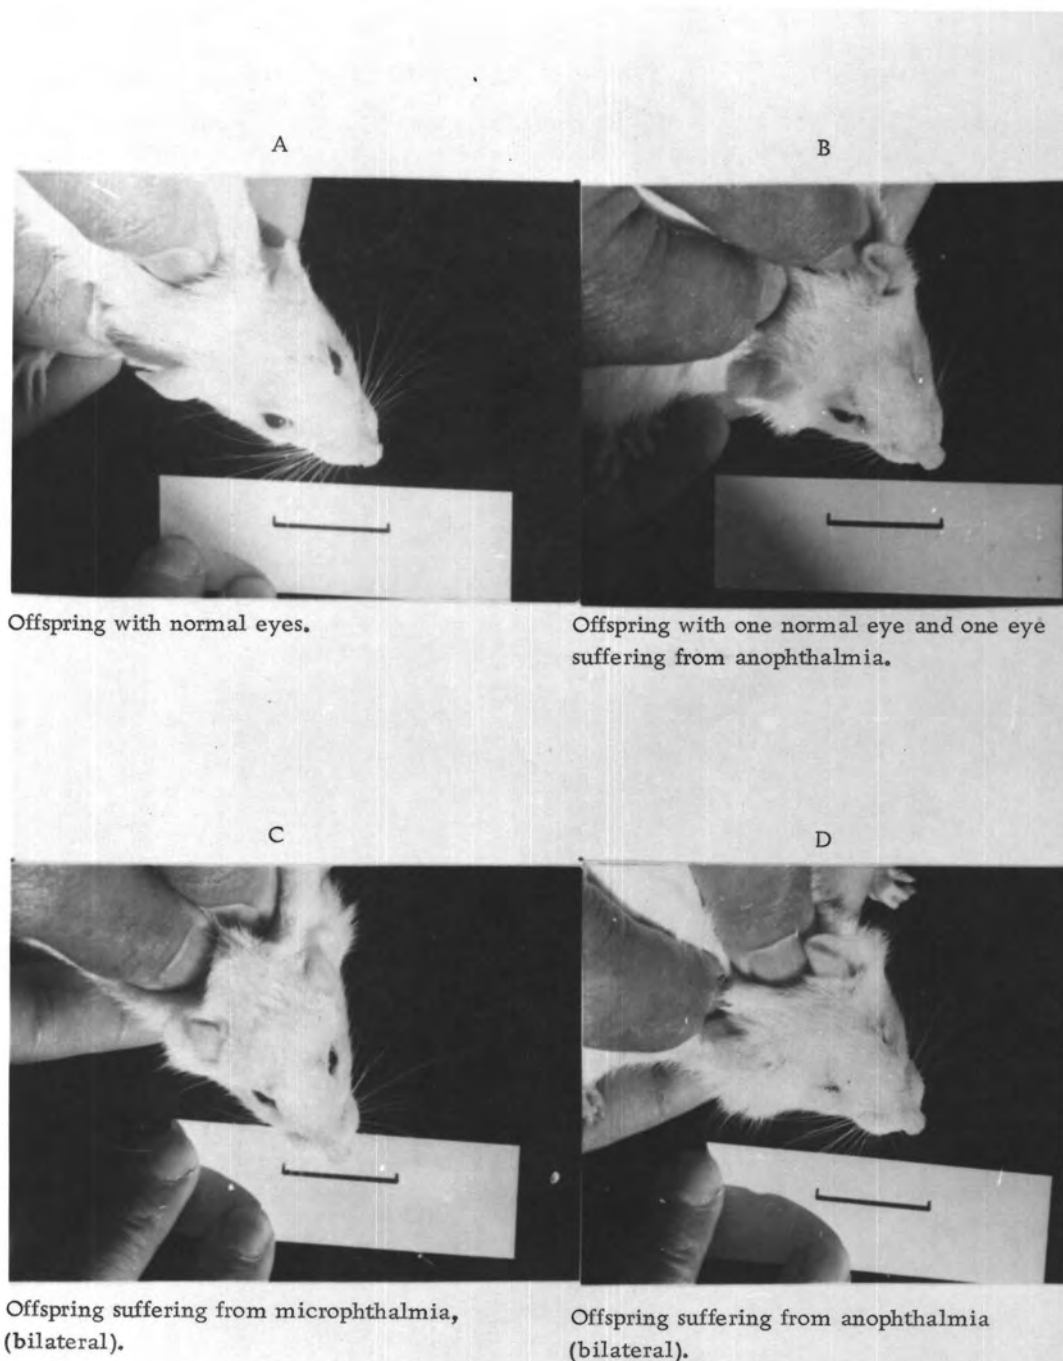 A
B
Offspring with normal eyes.
Offspring with one normal eye and one eye
suffering from anophthalmia.
C
D
Offspring suffering from microphthalmia,
(bilateral).
Offspring suffering from anophthalmia
(bilateral).